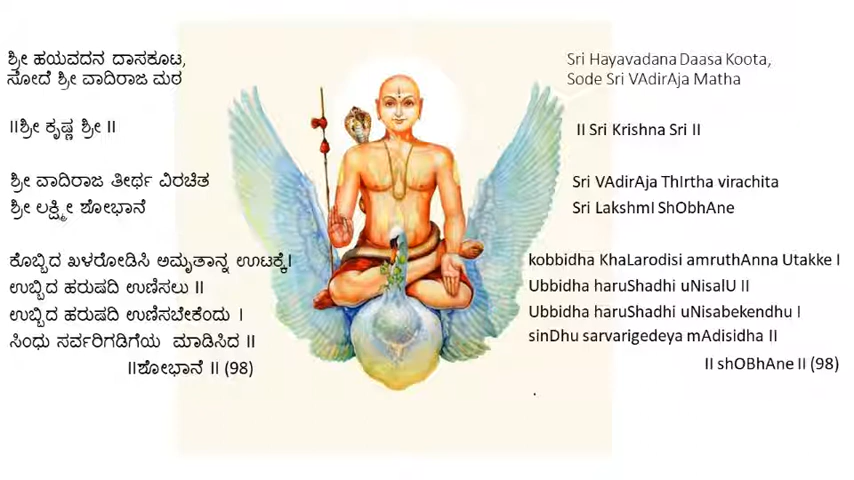 ಶ್ರೀ ಹಯವದನ ದಾಸಕೂಟ,
ಸೋದೆ ಶ್ರೀ ವಾದಿರಾಜ ಮಠ
॥ಶ್ರೀ ಕೃಷ್ಣ ಶ್ರೀ ॥
ಶ್ರೀ ವಾದಿರಾಜ ತೀರ್ಥ ವಿರಚಿತ
ಶ್ರೀ ಲಕ್ಷ್ಮೀ ಶೋಭಾನೆ
ಕೊಬ್ಬಿದ ಖಳರೋಡಿಸಿ ಅಮೃತಾನ್ನ ಊಟಕ್ಕೆ।
ಉಬ್ಬಿದ ಹರುಷದಿ ಉಣಿಸಲು ॥
ಉಬ್ಬಿದ ಹರುಷದಿ ಉಣಿಸಬೇಕೆಂದು ।
ಸಿಂಧು ಸರ್ವರಿಗಡಿಗೆಯ ಮಾಡಿಸಿದ ॥
॥ಶೋಭಾನೆ ॥ (98)
Sri Hayavadana Daasa Koota,
Sode Sri VAdirAja Matha
II Sri Krishna Sri II
Sri VAdirAja ThIrtha virachita
Sri LakshmI ShObhAne
kobbidha KhaLarodisi amruthAnna Utakke I
Ubbidha haruShadhi uNisalU II
Ubbidha haruShadhi uNisabekendhu I
sinDhu sarvarigedeya mAdisidha II
II shOBhAne II (98)